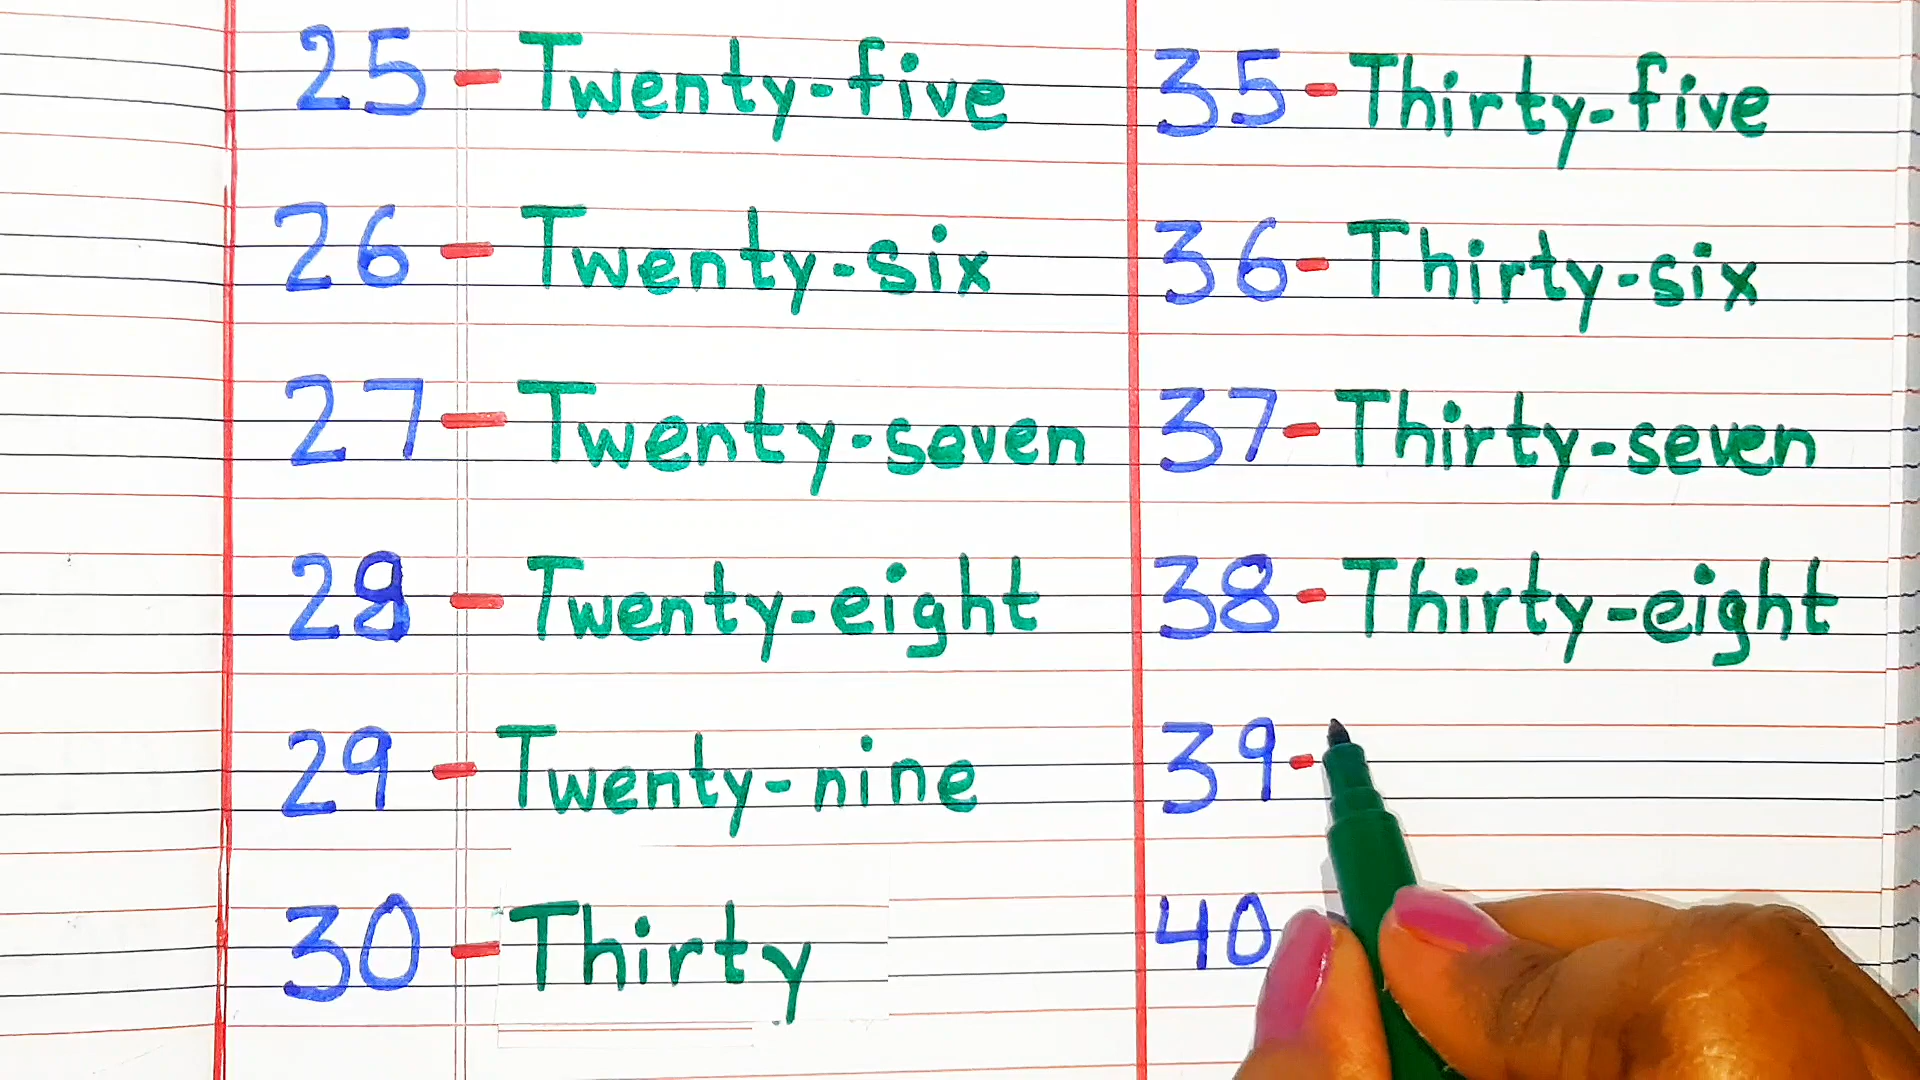 25 - Twenty-five
26 - Twenty-six
27 - Twenty-seven
28 - Twenty-eight
29 - Twenty-nine
30 - Thirty
35 - Thirty-five
36 - Thirty-six
37 - Thirty-seven
38 - Thirty-eight
39 -
40